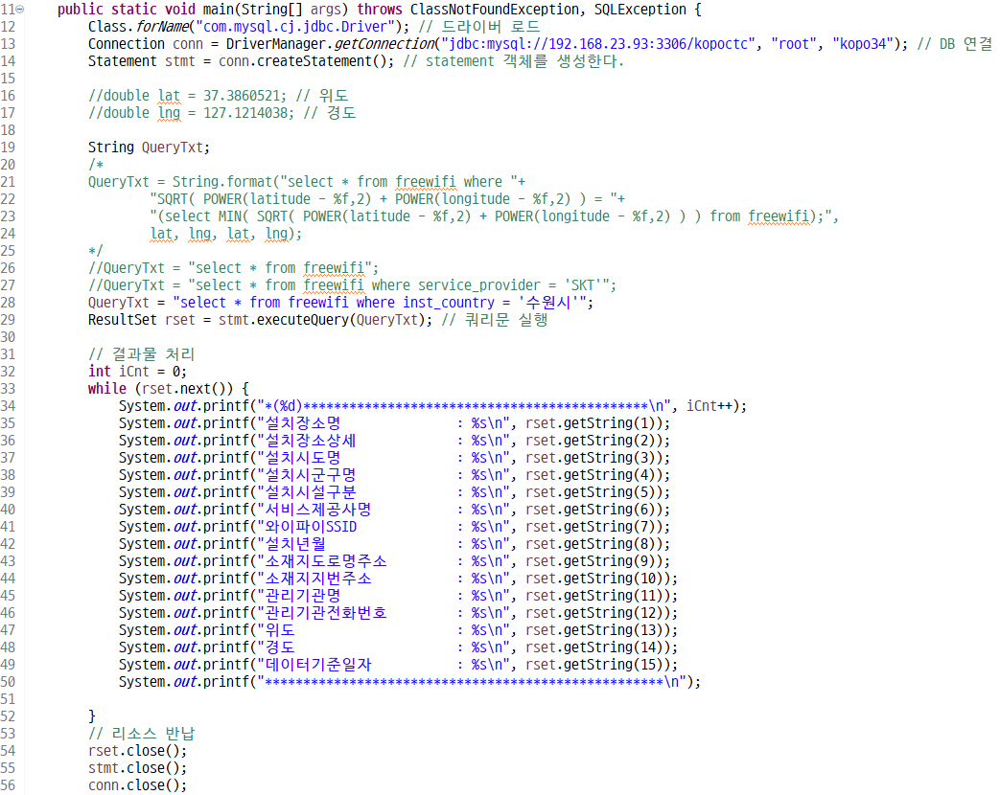 11 public static void main(String[] args) throws ClassNotFoundException, SQLException {
12 Class.forName("com.mysql.cj.jdbc.Driver"); // 드라이버 로드
13 Connection conn = DriverManager.getConnection("jdbc:mysql://192.168.23.93:3306/kopoctc", "root", "kopo34"); // DB 연결
14 Statement stmt = conn.createStatement(); // statement 객체를 생성한다.
15
16 //double lat = 37.3860521; // 위도
17 //double lng = 127.1214038; // 경도
18
19 String QueryTxt;
20 /*
21 QueryTxt = String.format("select * from freewifi where "+
22 "SQRT( POWER(latitude - %f,2) + POWER(longitude - %f,2) ) = "+
23 "(select MIN( SQRT( POWER(latitude - %f,2) + POWER(longitude - %f,2) ) ) from freewifi);",
24 lat, lng, lat, lng);
25 */
26 //QueryTxt = "select * from freewifi";
27 //QueryTxt = "select * from freewifi where service_provider = 'SKT'";
28 QueryTxt = "select * from freewifi where inst_country = '수원시'";
29 ResultSet rset = stmt.executeQuery(QueryTxt); // 쿼리문 실행
30
31 // 결과물 처리
32 int iCnt = 0;
33 while (rset.next()) {
34 System.out.printf("*(%d)*********************************************\n", iCnt++);
35 System.out.printf("설치장소명 : %s\n", rset.getString(1));
36 System.out.printf("설치장소상세 : %s\n", rset.getString(2));
37 System.out.printf("설치시도명 : %s\n", rset.getString(3));
38 System.out.printf("설치시군구명 : %s\n", rset.getString(4));
39 System.out.printf("설치시설구분 : %s\n", rset.getString(5));
40 System.out.printf("서비스제공사명 : %s\n", rset.getString(6));
41 System.out.printf("와이파이SSID : %s\n", rset.getString(7));
42 System.out.printf("설치년월 : %s\n", rset.getString(8));
43 System.out.printf("소재지도로명주소 : %s\n", rset.getString(9));
44 System.out.printf("소재지지번주소 : %s\n", rset.getString(10));
45 System.out.printf("관리기관명 : %s\n", rset.getString(11));
46 System.out.printf("관리기관전화번호 : %s\n", rset.getString(12));
47 System.out.printf("위도 : %s\n", rset.getString(13));
48 System.out.printf("경도 : %s\n", rset.getString(14));
49 System.out.printf("데이터기준일자 : %s\n", rset.getString(15));
50 System.out.printf("****************************************************\n");
51
52 }
53 // 리소스 반납
54 rset.close();
55 stmt.close();
56 conn.close();